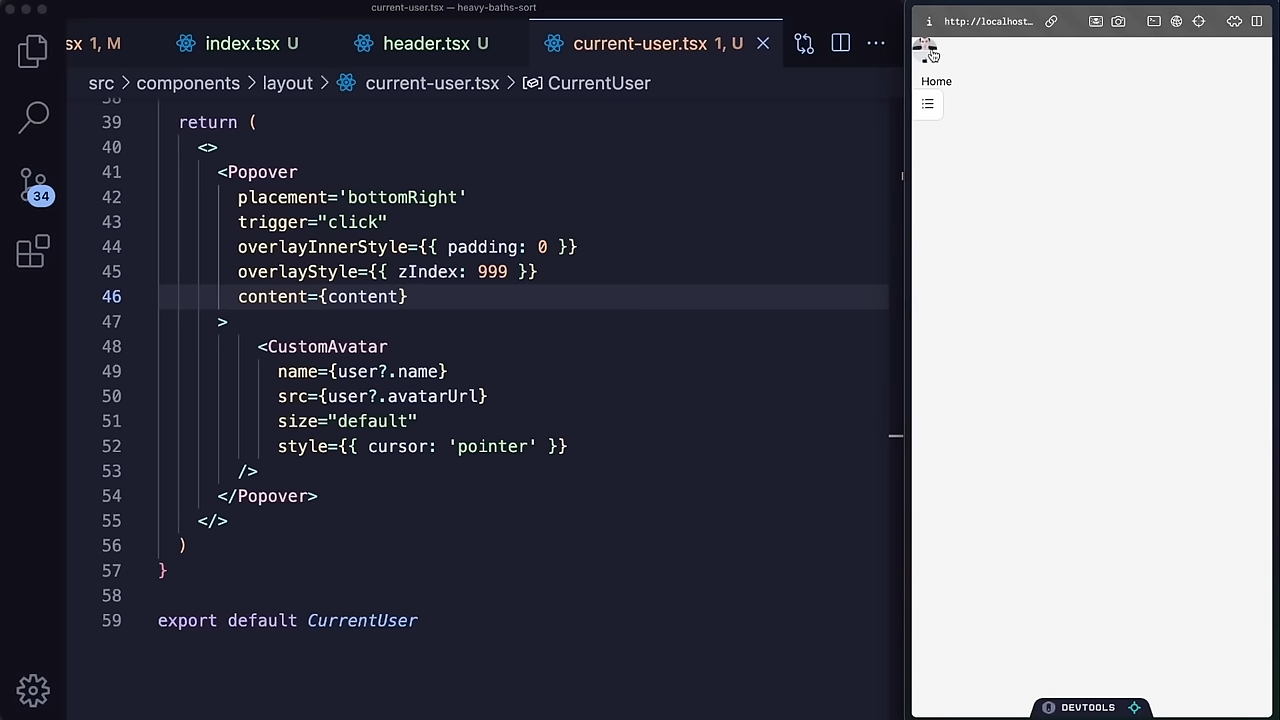 current-user.tsx — heavy-baths-sort
sx 1, M
index.tsx U
header.tsx U
current-user.tsx 1, U
src > components > layout > current-user.tsx > CurrentUser
34
38
39 return (
40 <>
41 <Popover
42 placement='bottomRight'
43 trigger="click"
44 overlayInnerStyle={{ padding: 0 }}
45 overlayStyle={{ zIndex: 999 }}
46 content={content}
47 >
48 <CustomAvatar
49 name={user?.name}
50 src={user?.avatarUrl}
51 size="default"
52 style={{ cursor: 'pointer' }}
53 />
54 </Popover>
55 </>
56 )
57 }
58
59 export default CurrentUser
http://localhost…
Home
DEVTOOLS